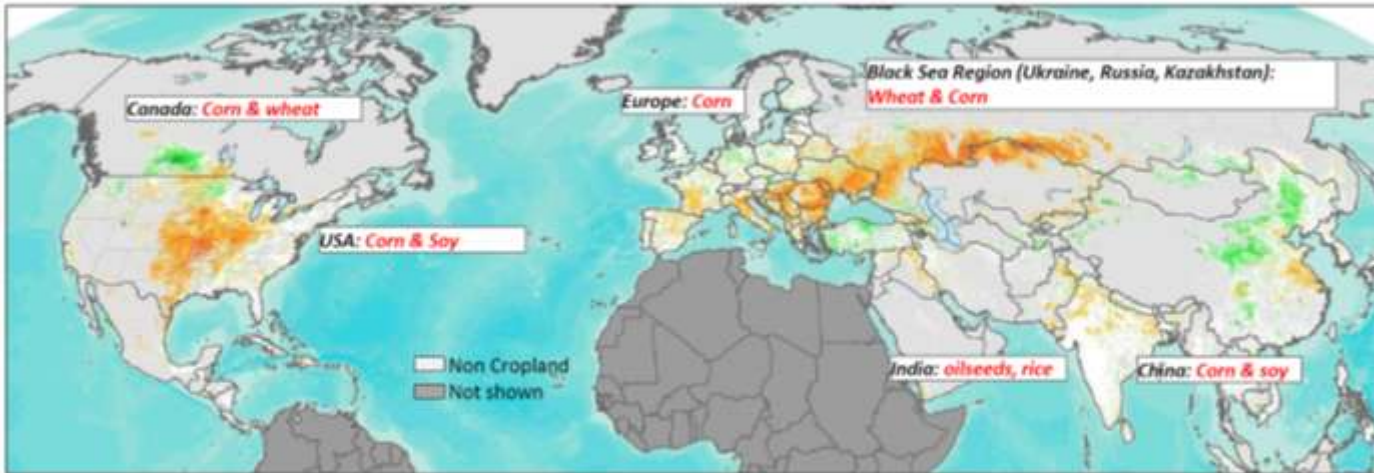 Canada: Corn & wheat
Europe: Corn
Black Sea Region (Ukraine, Russia, Kazakhstan):
Wheat & Corn
USA: Corn & Soy
Non Cropland
Not shown
India: oilseeds, rice
China: Corn & soy